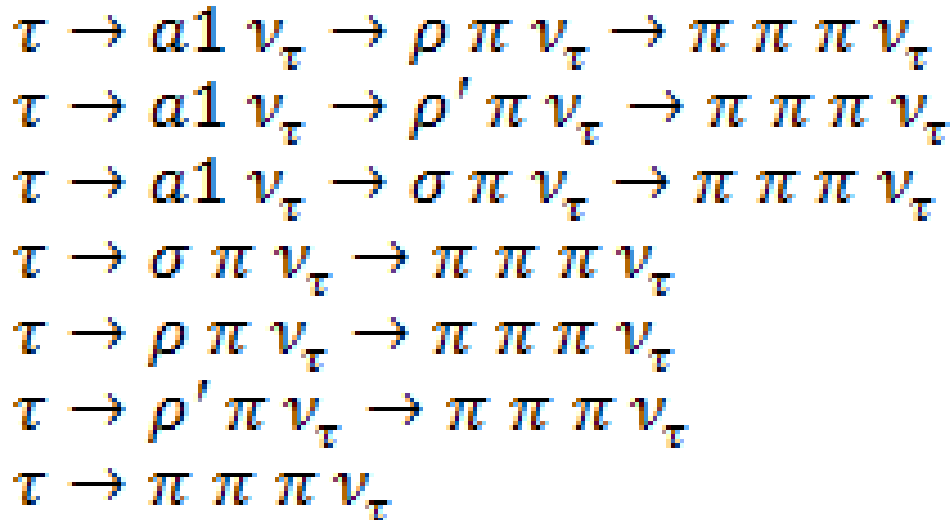 τ → a1 ν_τ → ρ π ν_τ → π π π ν_τ
τ → a1 ν_τ → ρ′ π ν_τ → π π π ν_τ
τ → a1 ν_τ → σ π ν_τ → π π π ν_τ
τ → σ π ν_τ → π π π ν_τ
τ → ρ π ν_τ → π π π ν_τ
τ → ρ′ π ν_τ → π π π ν_τ
τ → π π π ν_τ